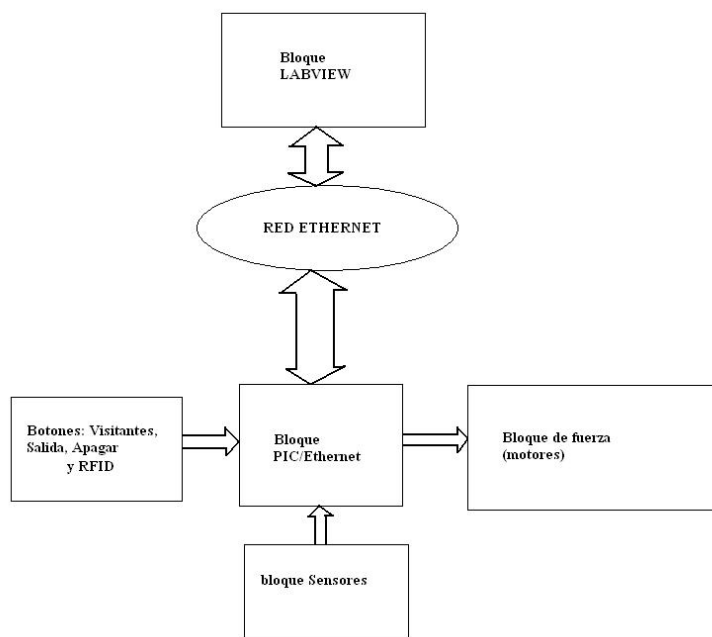 Bloque
LABVIEW
RED ETHERNET
Botones: Visitantes,
Salida, Apagar
y RFID
Bloque
PIC/Ethernet
Bloque de fuerza
(motores)
bloque Sensores